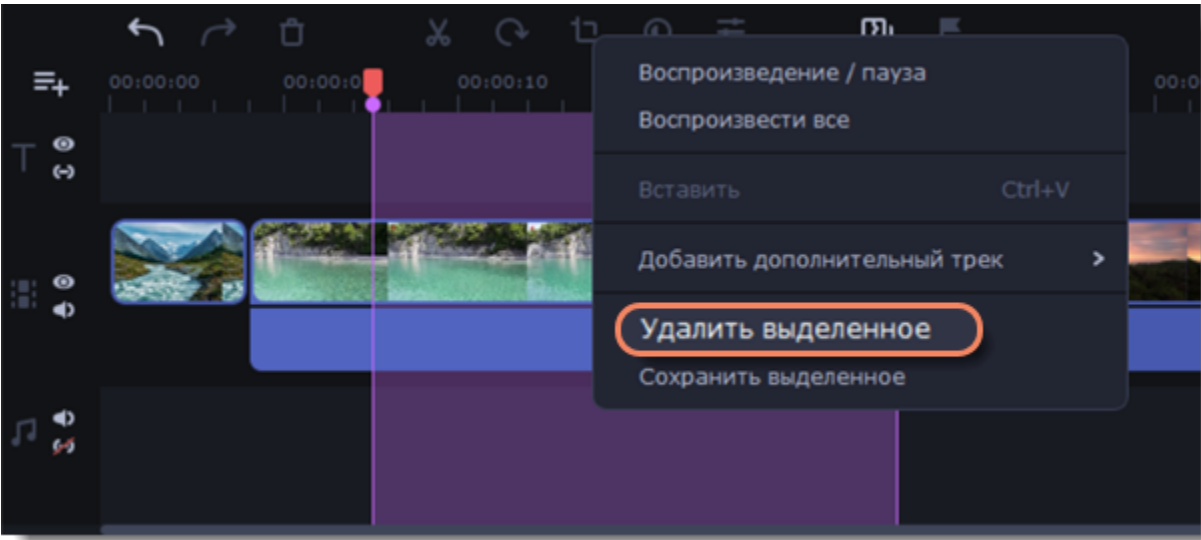 00:00:00 00:00:0 00:00:10 00:0
Воспроизведение / пауза
Воспроизвести все
T
Вставить Ctrl+V
Добавить дополнительный трек
Удалить выделенное
Сохранить выделенное